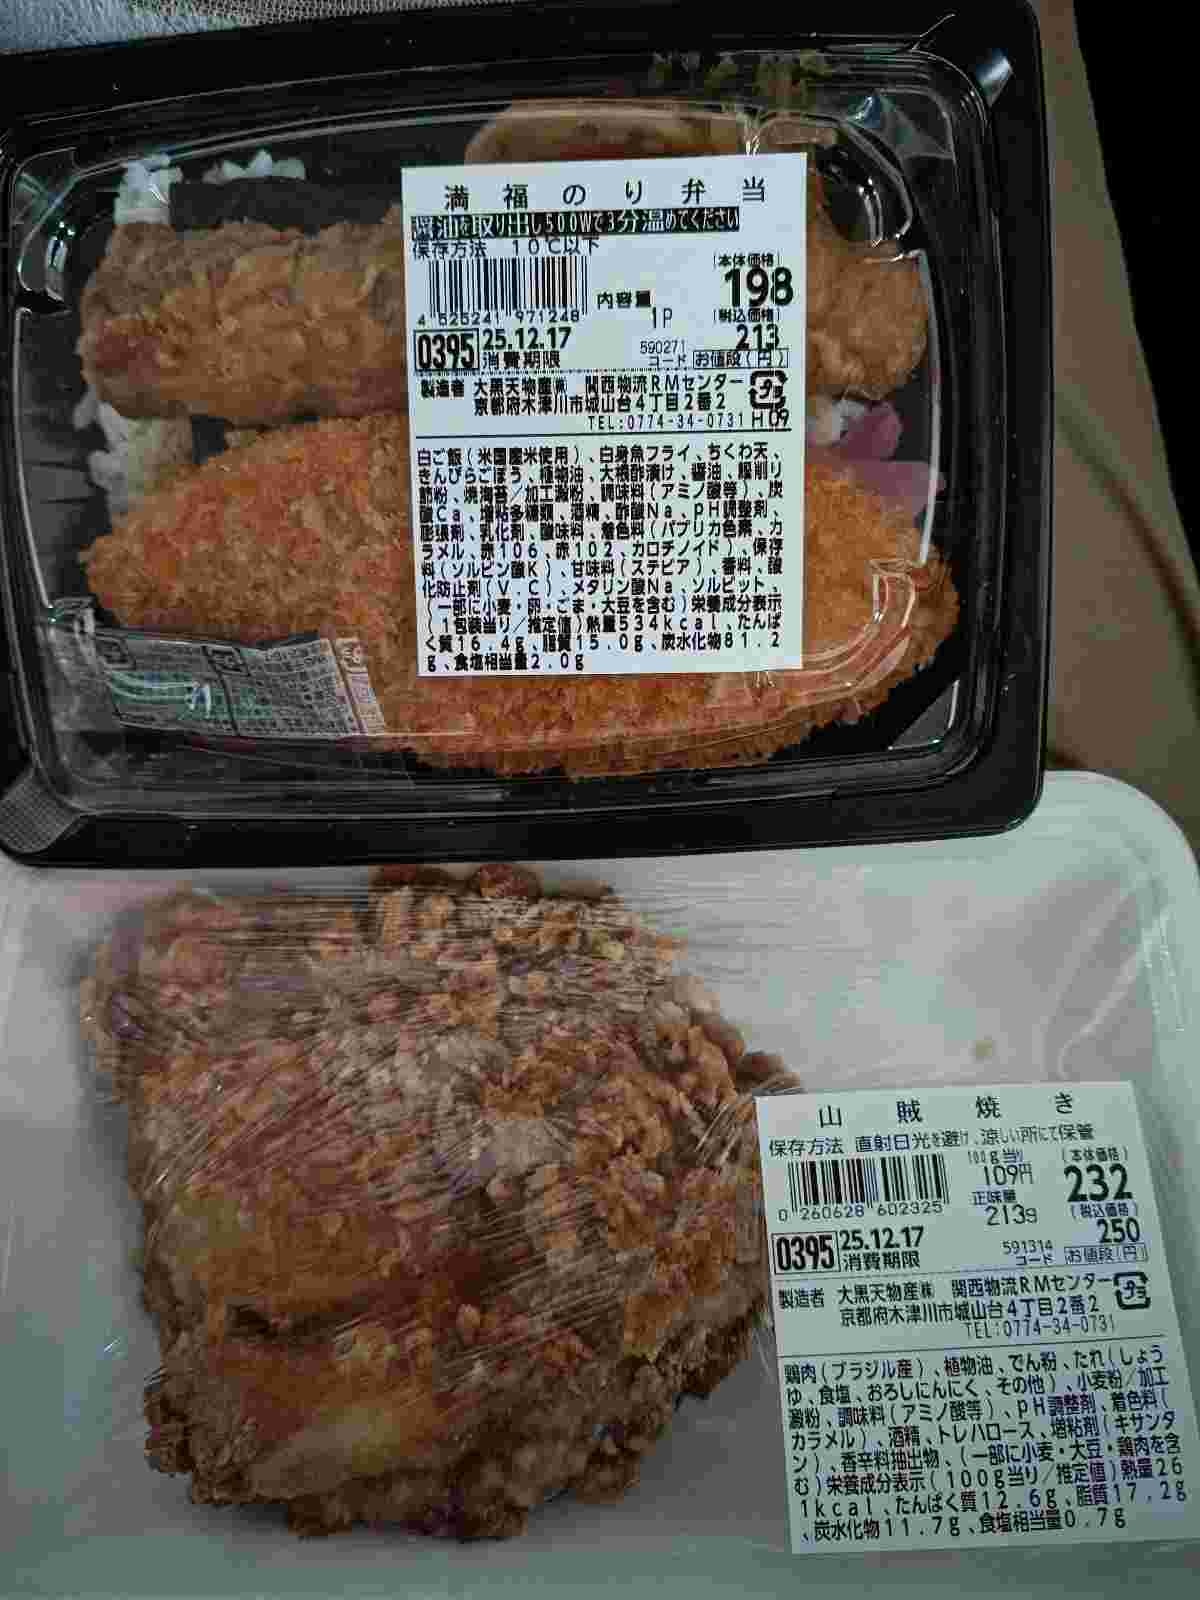 満福のり弁当
醤油を取り出し500Wで3分温めてください
保存方法 10℃以下
本体価格
198
内容量
1P
(税込価格)
213
4 525241 971248
0395 25.12.17
消費期限
590271
コード お値段(円)
製造者 大黒天物産㈱ 関西物流RMセンター
京都府木津川市城山台4丁目2番2
TEL:0774-34-0731 H09
プラ
白ご飯(米国産米使用)、白身魚フライ、ちくわ天、
きんぴらごぼう、植物油、大根酢漬け、醤油、鰹削り
節粉、焼海苔/加工澱粉、調味料(アミノ酸等)、炭
酸Ca、増粘多糖類、酒精、酢酸Na、pH調整剤、
膨張剤、乳化剤、酸味料、着色料(パプリカ色素、カ
ラメル、赤106、赤102、カロチノイド)、保存
料(ソルビン酸K)、甘味料(ステビア)、香料、酸
化防止剤(V.C)、メタリン酸Na、ソルビット、
(一部に小麦・卵・ごま・大豆を含む)栄養成分表示
(1包装当り/推定値)熱量534kcal、たんぱ
く質16.4g、脂質15.0g、炭水化物81.2
g、食塩相当量2.0g
山賊焼き
保存方法 直射日光を避け、涼しい所にて保管
100g当り
109円
(本体価格)
232
正味量
213g
(税込価格)
250
0 260628 602325
0395 25.12.17
消費期限
591314
コード お値段(円)
製造者 大黒天物産㈱ 関西物流RMセンター
京都府木津川市城山台4丁目2番2
TEL:0774-34-0731
プラ
鶏肉(ブラジル産)、植物油、でん粉、たれ(しょう
ゆ、食塩、おろしにんにく、その他)、小麦粉/加工
澱粉、調味料(アミノ酸等)、pH調整剤、着色料(
カラメル)、酒精、トレハロース、増粘剤(キサンタ
ン)、香辛料抽出物、(一部に小麦・大豆・鶏肉を含
む)栄養成分表示(100g当り/推定値)熱量26
1kcal、たんぱく質12.6g、脂質17.2g
、炭水化物11.7g、食塩相当量0.7g